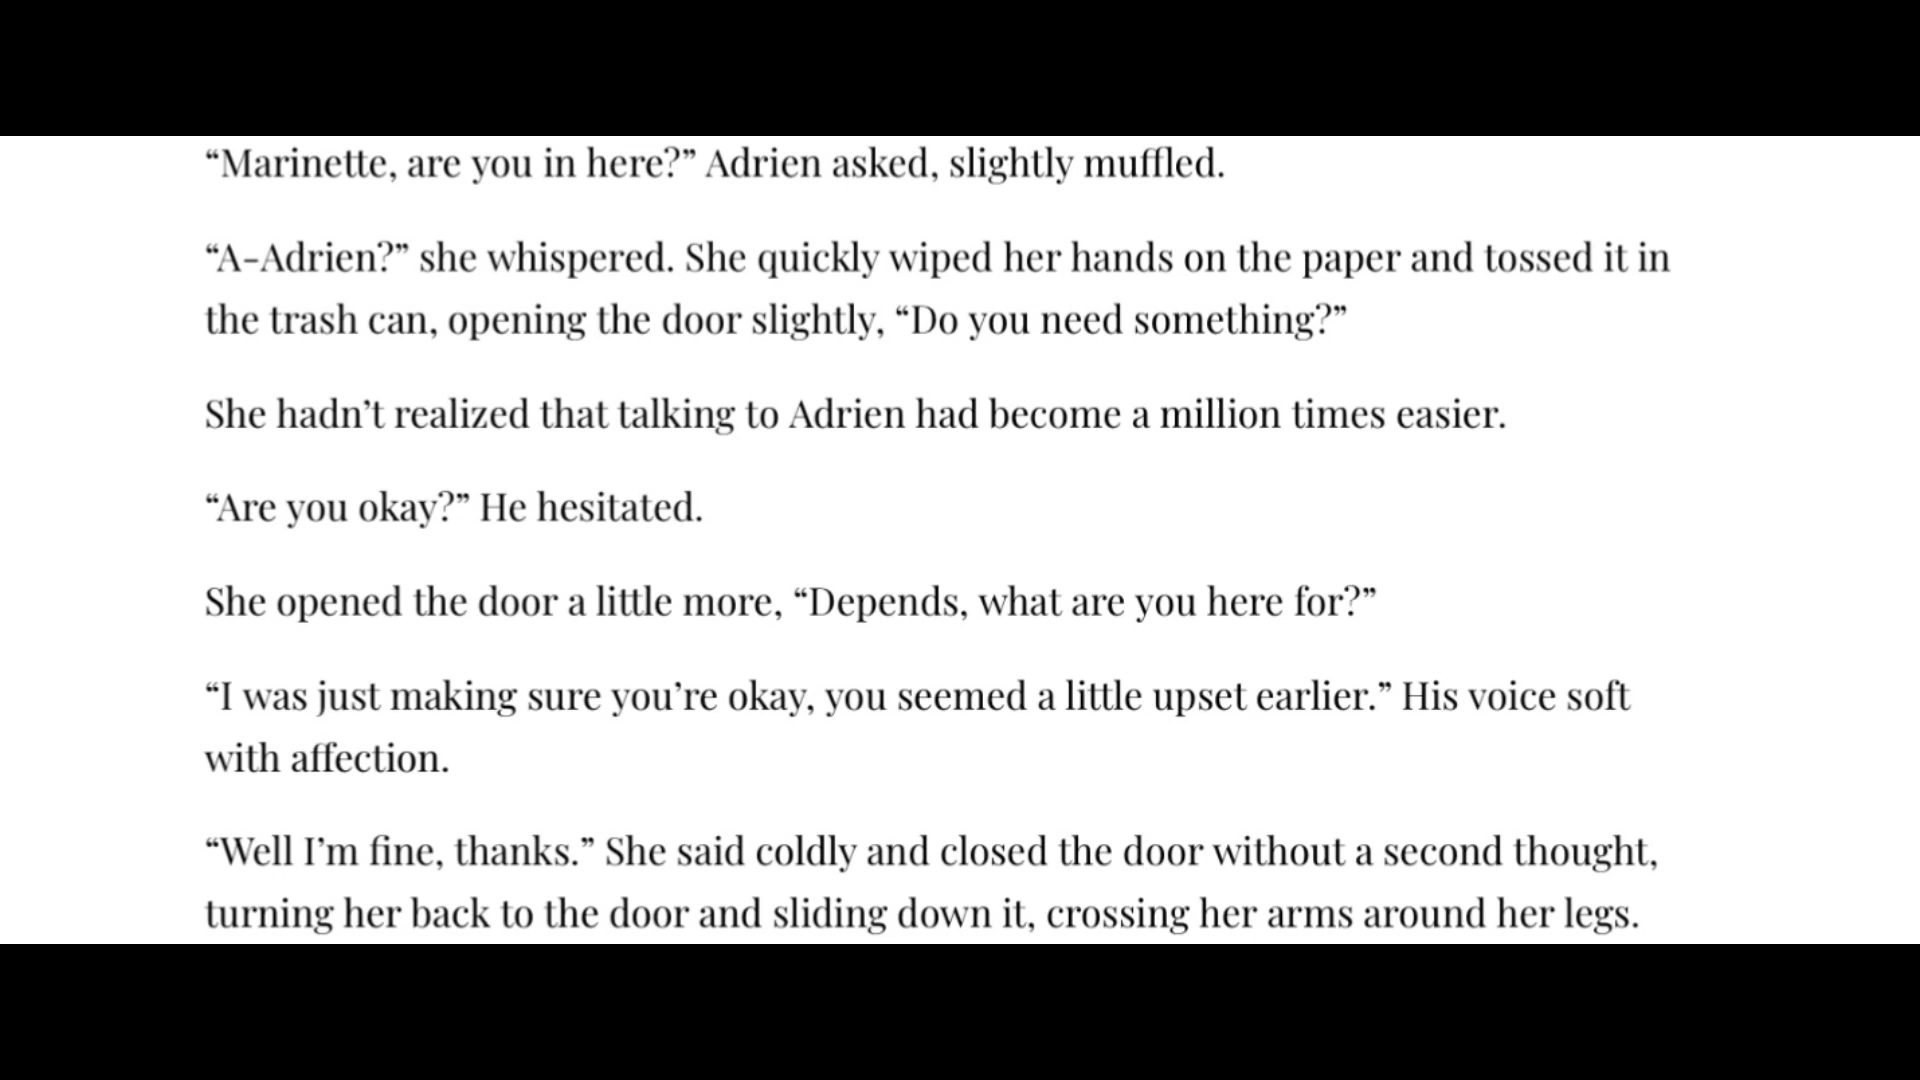 “Marinette, are you in here?” Adrien asked, slightly muffled.
“A-Adrien?” she whispered. She quickly wiped her hands on the paper and tossed it in
the trash can, opening the door slightly, “Do you need something?”
She hadn’t realized that talking to Adrien had become a million times easier.
“Are you okay?” He hesitated.
She opened the door a little more, “Depends, what are you here for?”
“I was just making sure you’re okay, you seemed a little upset earlier.” His voice soft
with affection.
“Well I’m fine, thanks.” She said coldly and closed the door without a second thought,
turning her back to the door and sliding down it, crossing her arms around her legs.